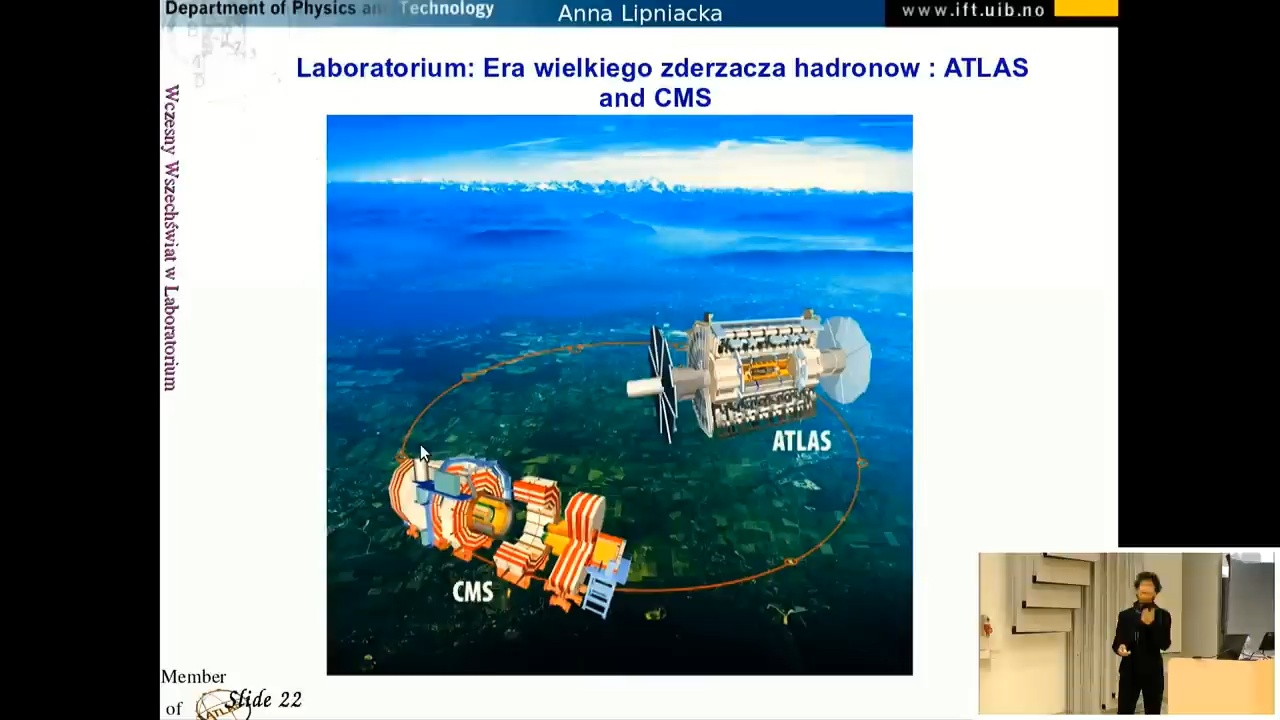 Department of Physics and Technology
Anna Lipniacka
www.ift.uib.no
Laboratorium: Era wielkiego zderzacza hadronow : ATLAS
and CMS
Wczesny Wszechświat w Laboratorium
ATLAS
CMS
Member
of
Slide 22